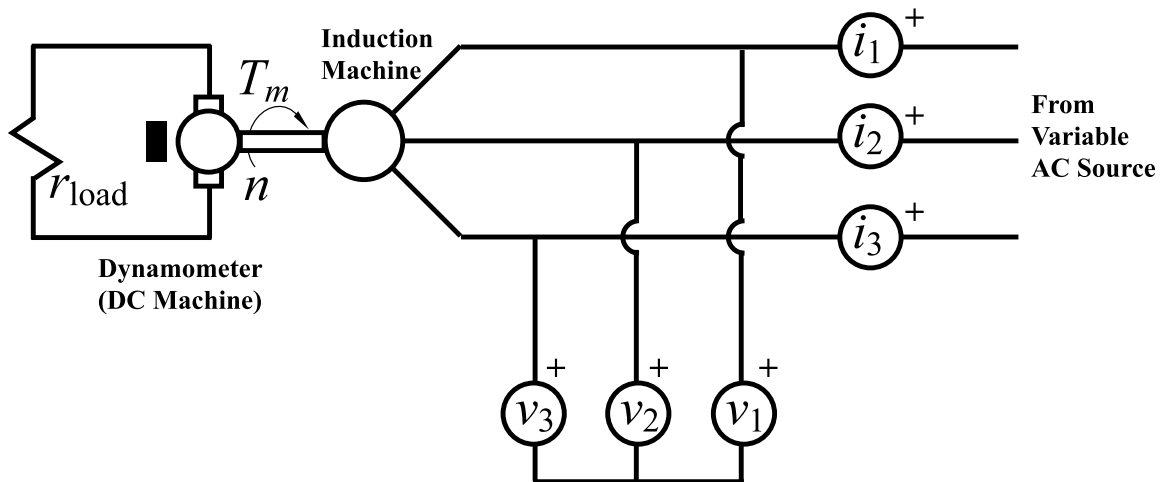 Induction
Machine
T_m
n
r_load
Dynamometer
(DC Machine)
i_1
+
i_2
+
i_3
+
From
Variable
AC Source
+
+
+
v_3
v_2
v_1